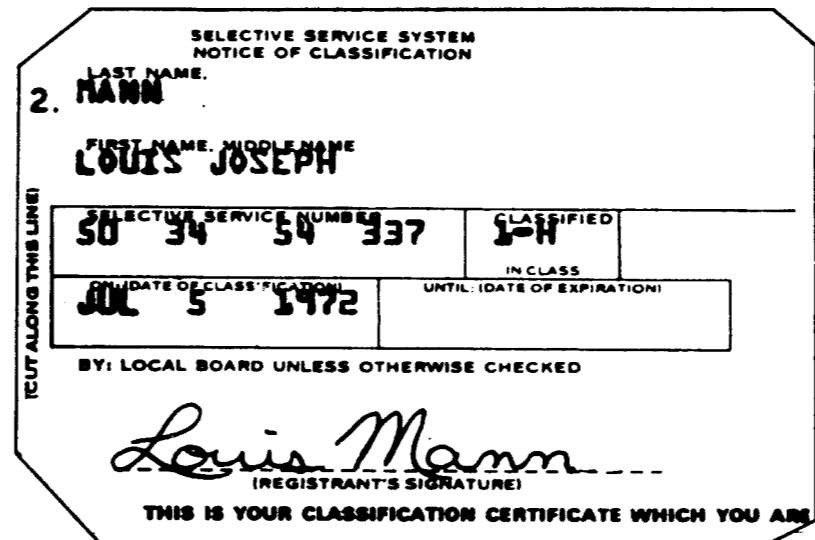 SELECTIVE SERVICE SYSTEM
NOTICE OF CLASSIFICATION
LAST NAME,
2. MANN
FIRST NAME, MIDDLE NAME
LOUIS JOSEPH
(CUT ALONG THIS LINE)
SELECTIVE SERVICE NUMBER CLASSIFIED
50 34 54 337 1-H
IN CLASS
ON (DATE OF CLASSIFICATION) UNTIL: (DATE OF EXPIRATION)
JUL 5 1972
BY: LOCAL BOARD UNLESS OTHERWISE CHECKED
Louis Mann
(REGISTRANT'S SIGNATURE)
THIS IS YOUR CLASSIFICATION CERTIFICATE WHICH YOU ARE